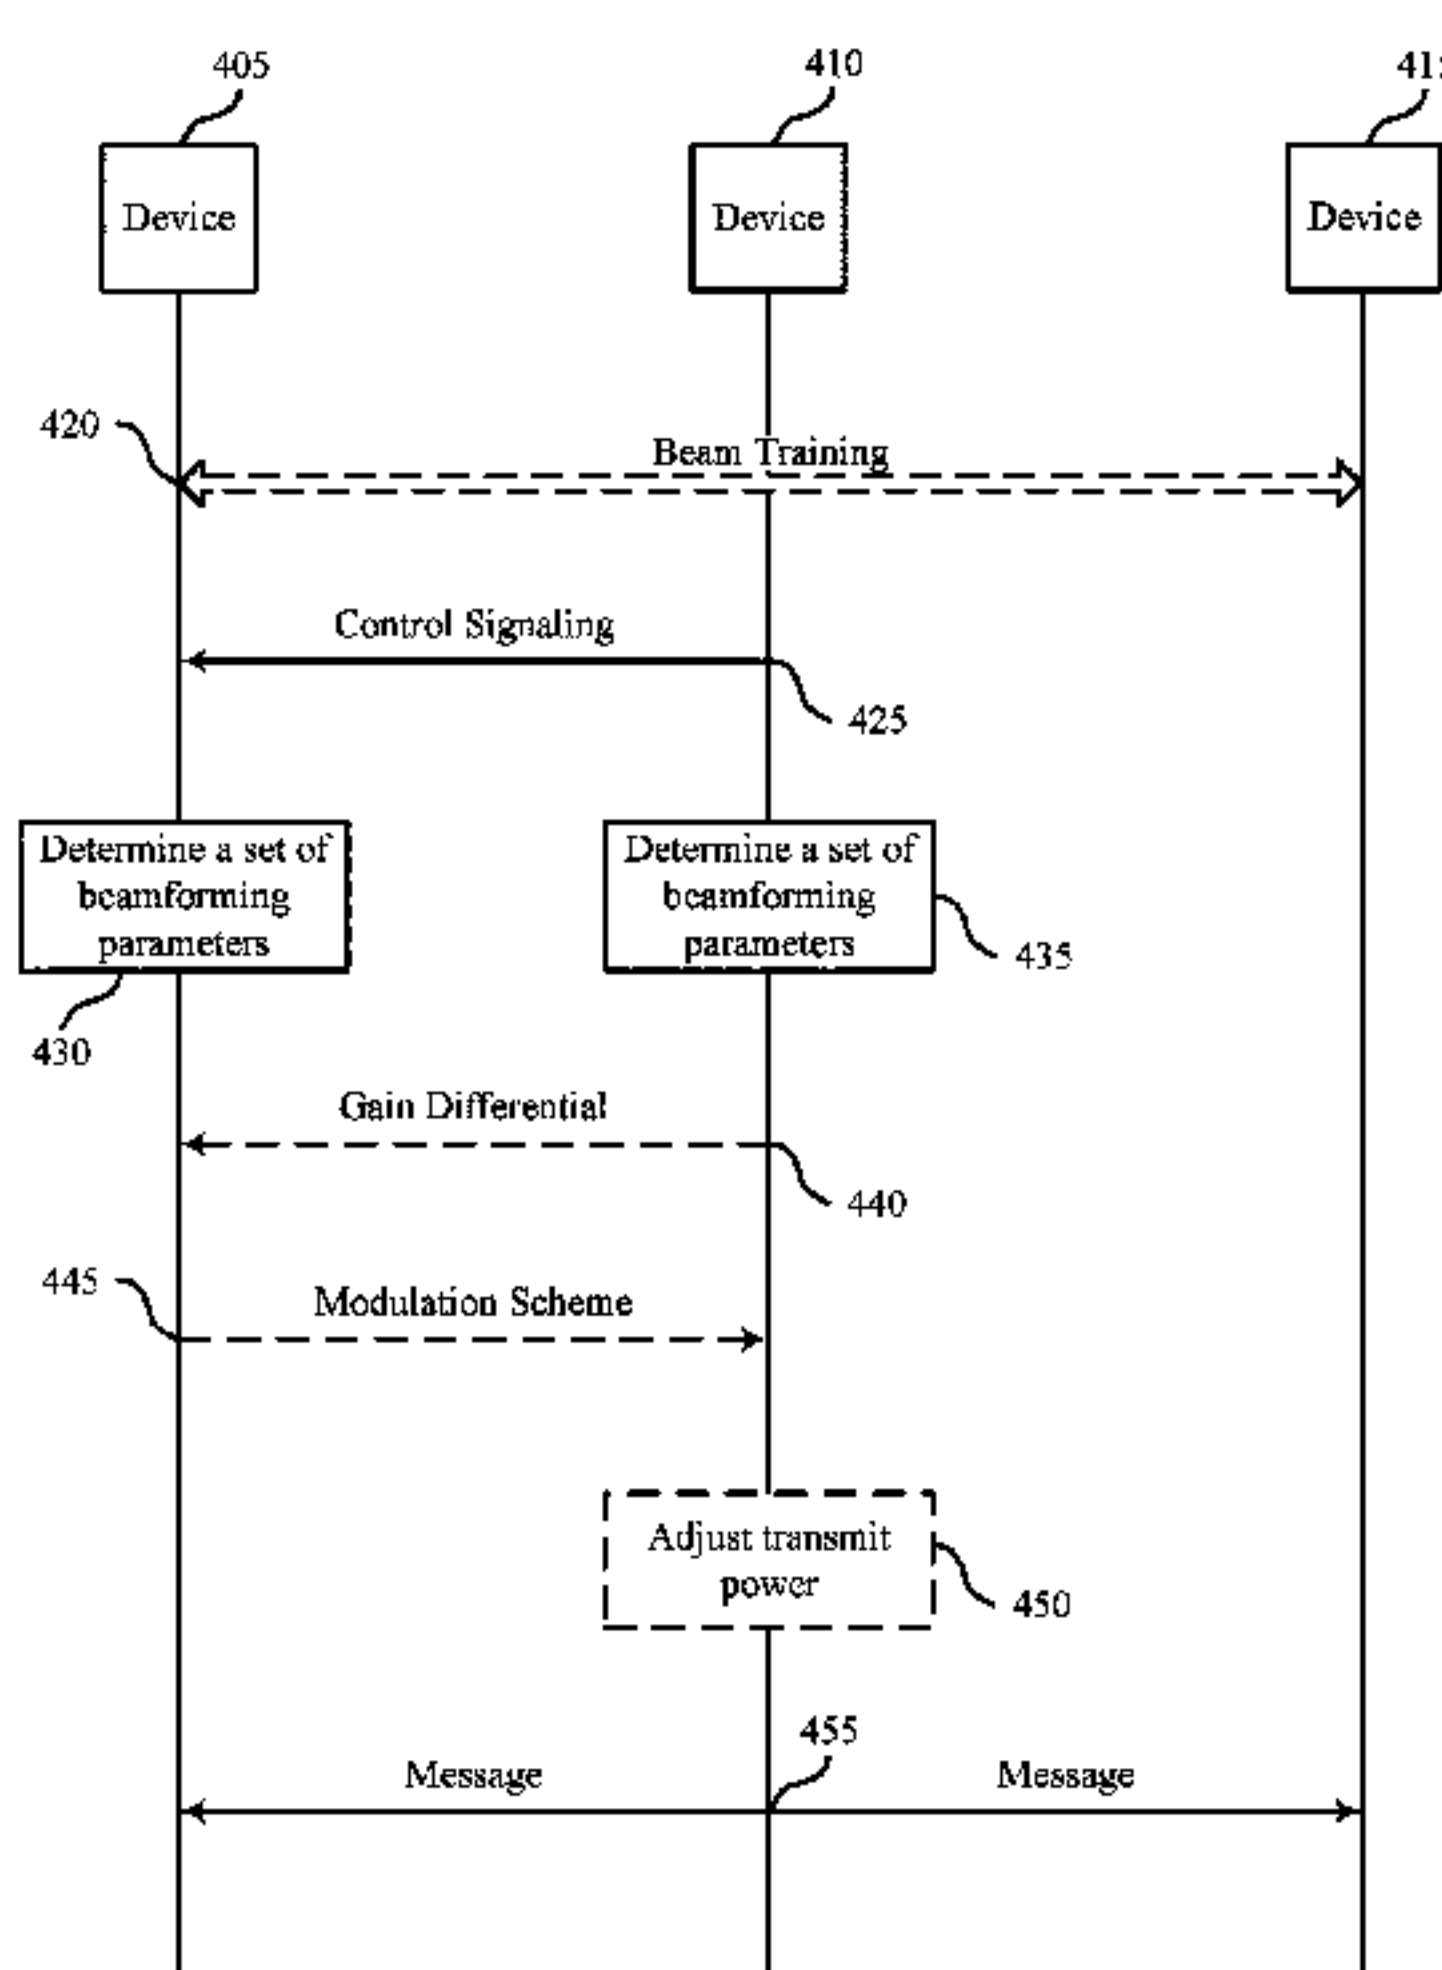 405
410
Device
Device
Device
420
Beam Training
Control Signaling
425
Determine a set of
beamforming
parameters
Determine a set of
beamforming
parameters
435
430
Gain Differential
440
445
Modulation Scheme
Adjust transmit
power
450
455
Message
Message